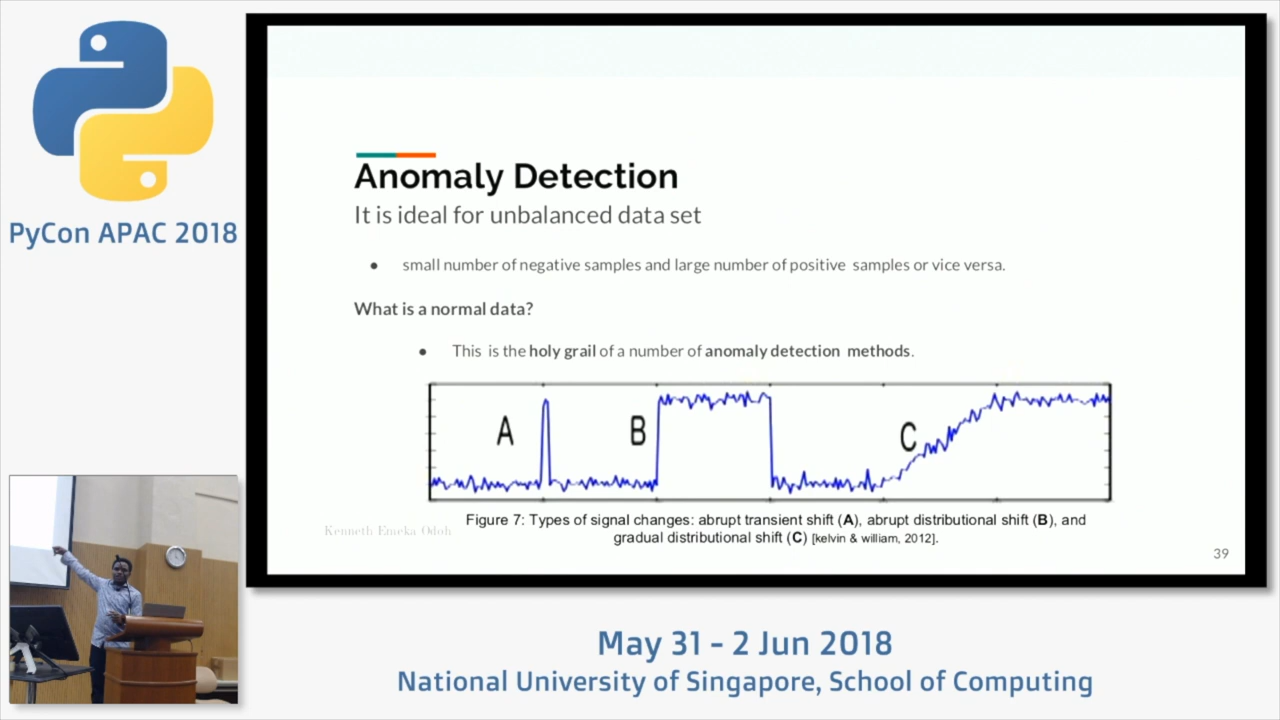 PyCon APAC 2018
Anomaly Detection
It is ideal for unbalanced data set
● small number of negative samples and large number of positive samples or vice versa.
What is a normal data?
● This is the holy grail of a number of anomaly detection methods.
A B C
Figure 7: Types of signal changes: abrupt transient shift (A), abrupt distributional shift (B), and
gradual distributional shift (C) [kelvin & william, 2012].
Kenneth Emeka Odoh
39
May 31 - 2 Jun 2018
National University of Singapore, School of Computing